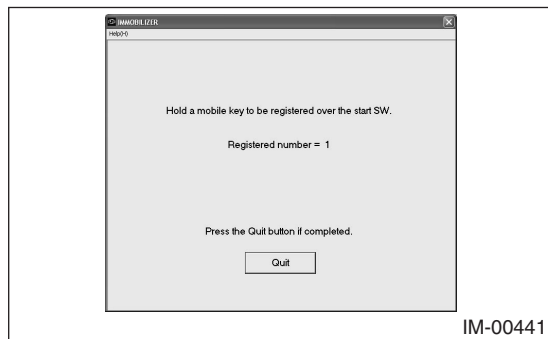 IMMOBILIZER
Help(H)
Hold a mobile key to be registered over the start SW.
Registered number = 1
Press the Quit button if completed.
Quit
IM-00441